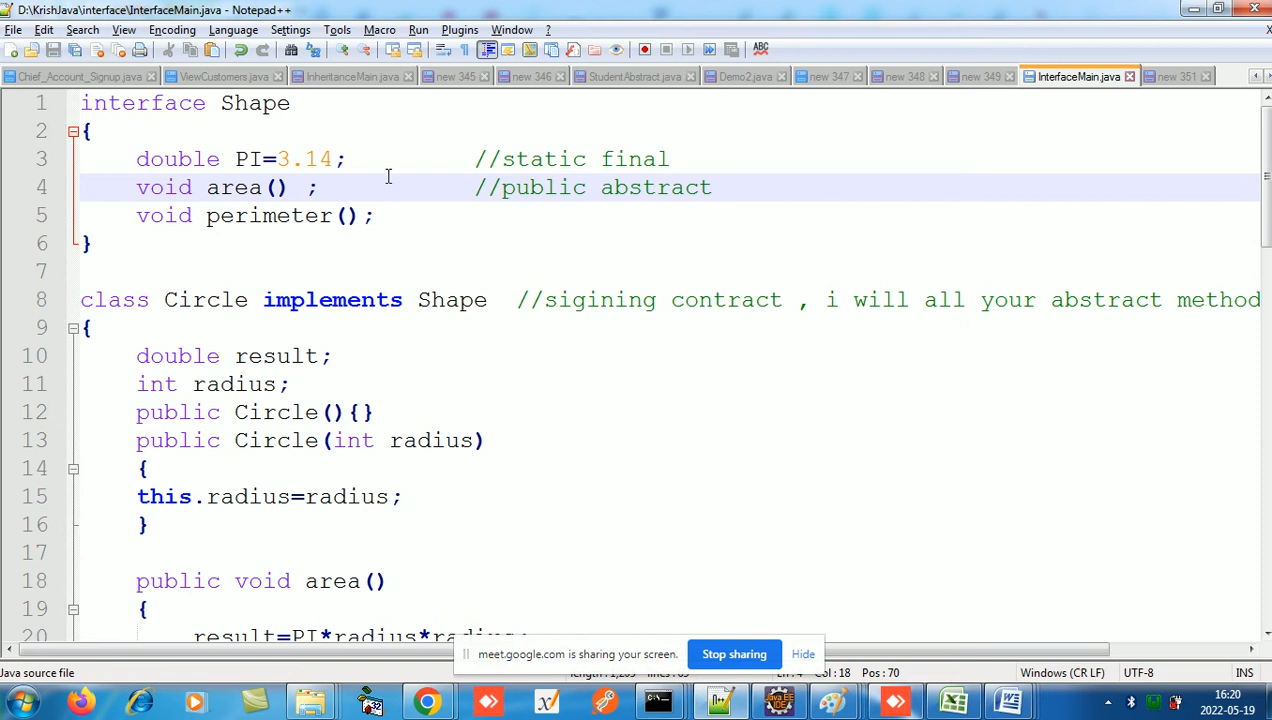 D:\KrishJava\interface\InterfaceMain.java - Notepad++
File Edit Search View Encoding Language Settings Tools Macro Run Plugins Window ?
Chief_Account_Signup.java ViewCustomers.java InheritanceMain.java new 345 new 346 StudentAbstract.java Demo2.java new 347 new 348 new 349 InterfaceMain.java new 351
1 interface Shape
2 {
3 double PI=3.14; //static final
4 void area() ; //public abstract
5 void perimeter();
6 }
7
8 class Circle implements Shape //sigining contract , i will all your abstract method
9 {
10 double result;
11 int radius;
12 public Circle(){}
13 public Circle(int radius)
14 {
15 this.radius=radius;
16 }
17
18 public void area()
19 {
20 result=PI*radius*radius;
meet.google.com is sharing your screen. Stop sharing Hide
Java source file Ln : 4 Col : 18 Pos : 70 Windows (CR LF) UTF-8 INS
16:20
2022-05-19